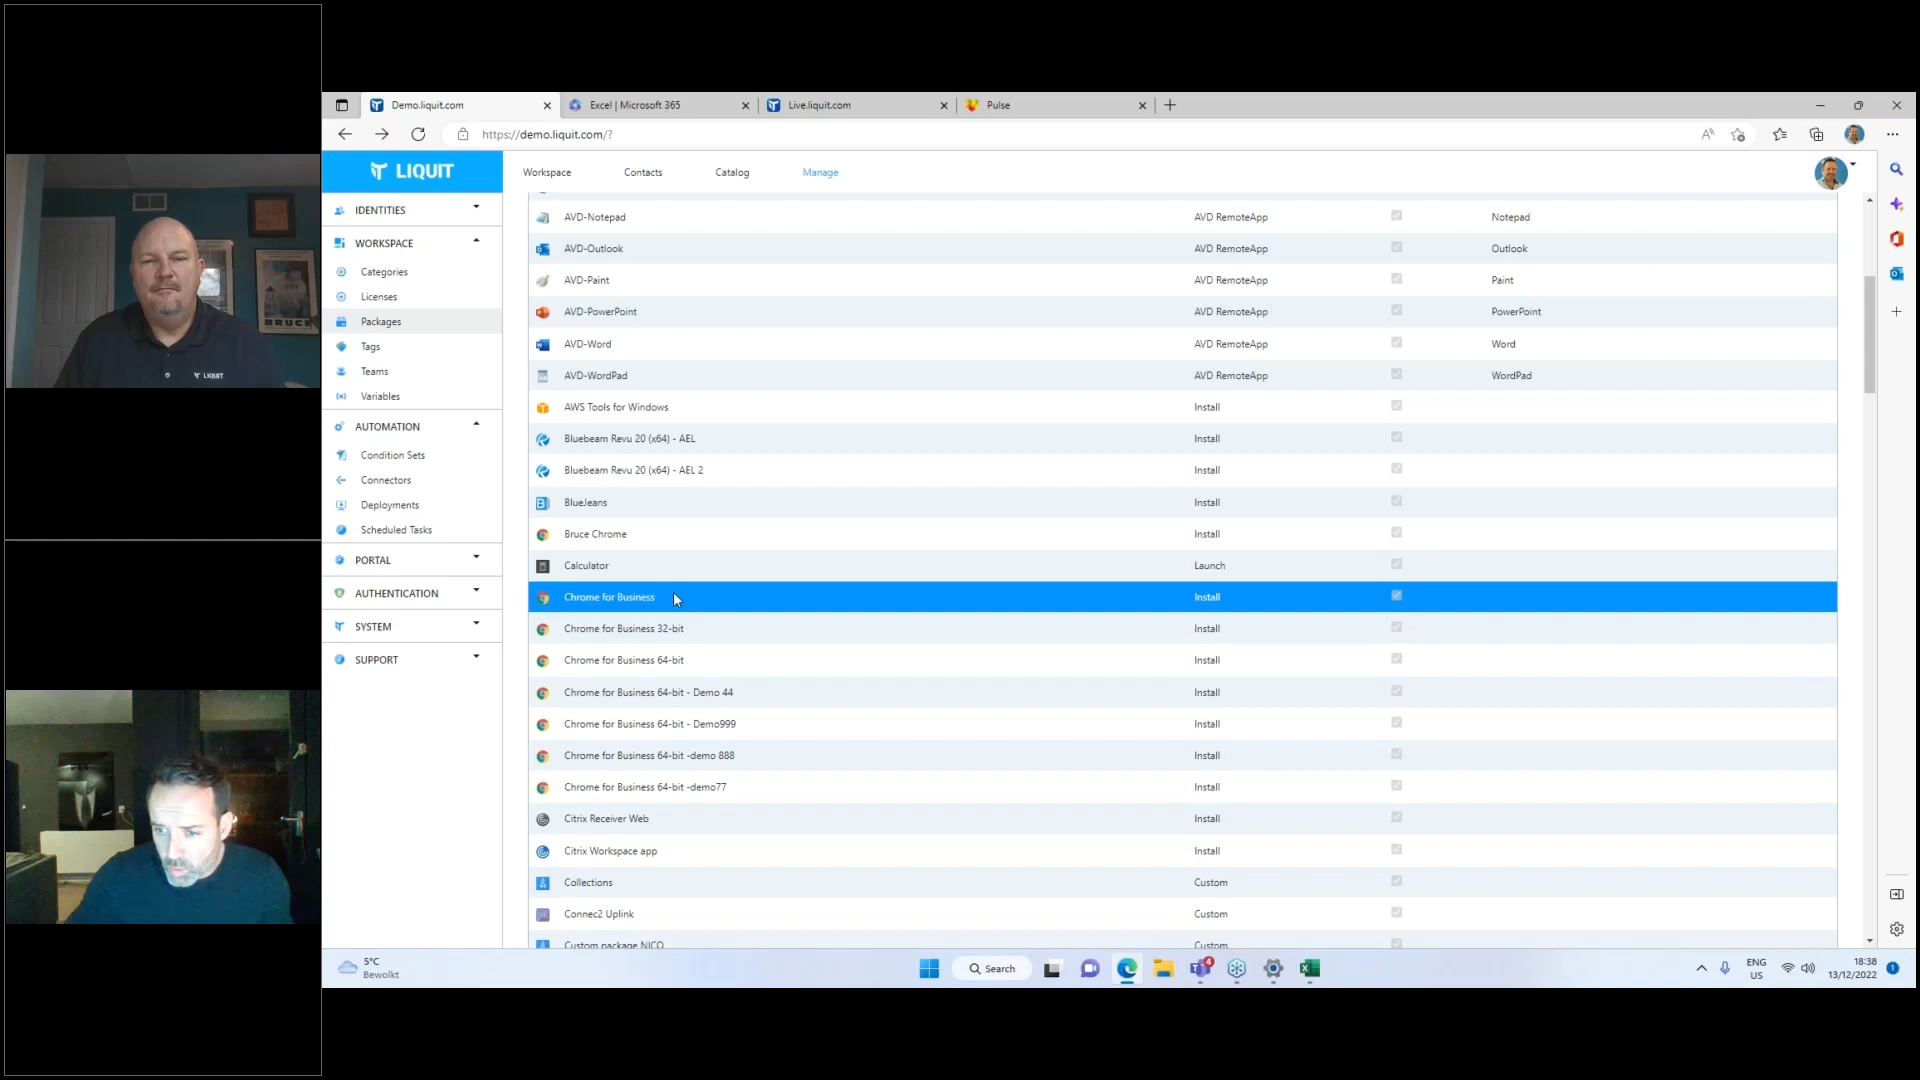 Demo.liquit.com
Excel | Microsoft 365
Live.liquit.com
Pulse
https://demo.liquit.com/?
LIQUIT
Workspace
Contacts
Catalog
Manage
IDENTITIES
WORKSPACE
Categories
Licenses
Packages
Tags
Teams
Variables
AUTOMATION
Condition Sets
Connectors
Deployments
Scheduled Tasks
PORTAL
AUTHENTICATION
SYSTEM
SUPPORT
AVD-Notepad AVD RemoteApp Notepad
AVD-Outlook AVD RemoteApp Outlook
AVD-Paint AVD RemoteApp Paint
AVD-PowerPoint AVD RemoteApp PowerPoint
AVD-Word AVD RemoteApp Word
AVD-WordPad AVD RemoteApp WordPad
AWS Tools for Windows Install
Bluebeam Revu 20 (x64) - AEL Install
Bluebeam Revu 20 (x64) - AEL 2 Install
BlueJeans Install
Bruce Chrome Install
Calculator Launch
Chrome for Business Install
Chrome for Business 32-bit Install
Chrome for Business 64-bit Install
Chrome for Business 64-bit - Demo 44 Install
Chrome for Business 64-bit - Demo999 Install
Chrome for Business 64-bit -demo 888 Install
Chrome for Business 64-bit -demo77 Install
Citrix Receiver Web Install
Citrix Workspace app Install
Collections Custom
Connec2 Uplink Custom
Custom package NICO Custom
BRUCE
LIQUIT
5°C
Bewolkt
Search
4
ENG
US
18:38
13/12/2022
1